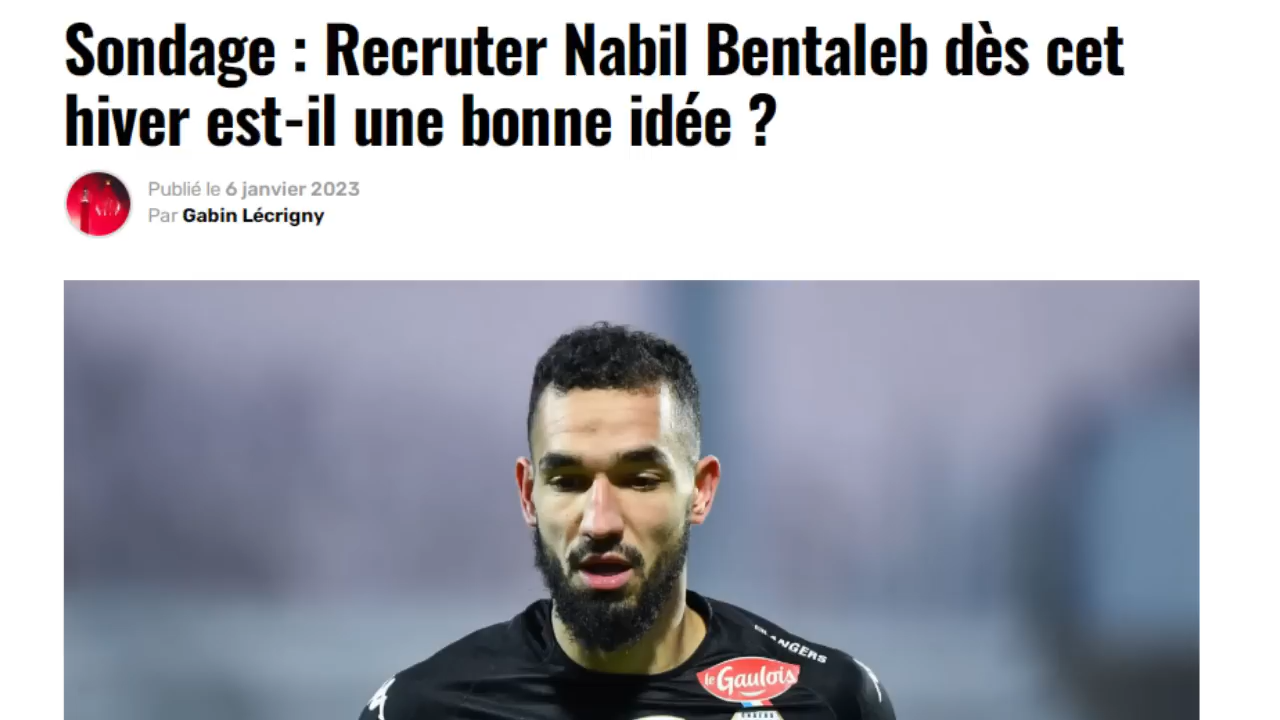 Sondage : Recruter Nabil Bentaleb dès cet
hiver est-il une bonne idée ?
Publié le 6 janvier 2023
Par Gabin Lécrigny
ANGERS
le Gaulois